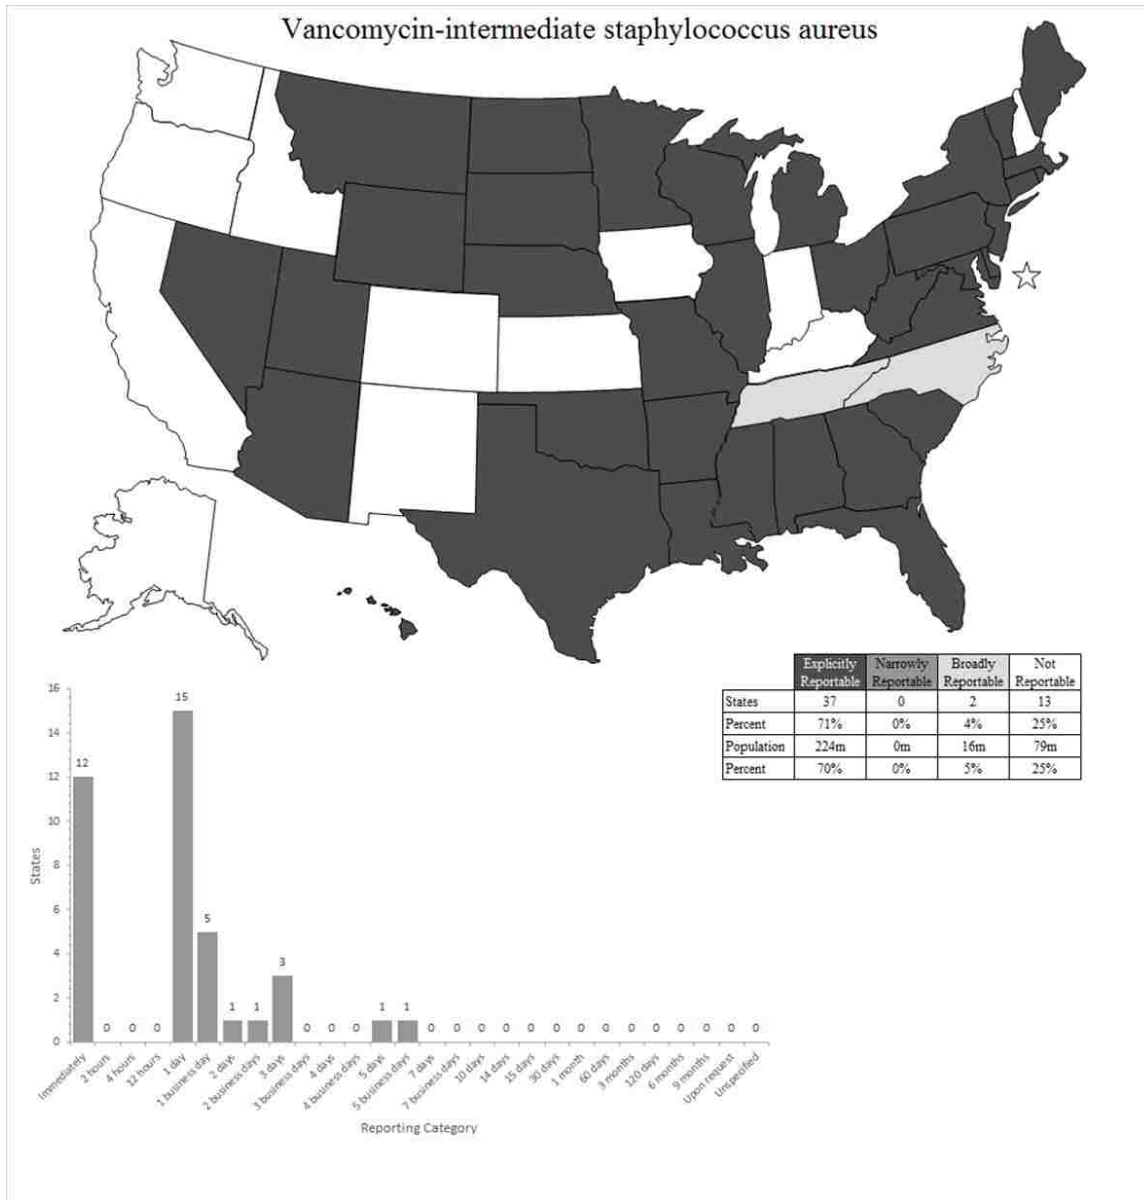 Vancomycin-intermediate staphylococcus aureus
Explicitly Reportable Narrowly Reportable Broadly Reportable Not Reportable
States 37 0 2 13
Percent 71% 0% 4% 25%
Population 224m 0m 16m 79m
Percent 70% 0% 5% 25%
16
14
12
10
8
6
4
2
0
States
12 0 0 0 15 5 1 1 3 0 0 0 1 1 0 0 0 0 0 0 0 0 0 0 0 0 0 0
Immediately
2 hours
4 hours
12 hours
1 day
1 business day
2 days
2 business days
3 days
3 business days
4 days
4 business days
5 days
5 business days
7 days
7 business days
10 days
14 days
15 days
30 days
1 month
60 days
3 months
120 days
6 months
9 months
Upon request
Unspecified
Reporting Category